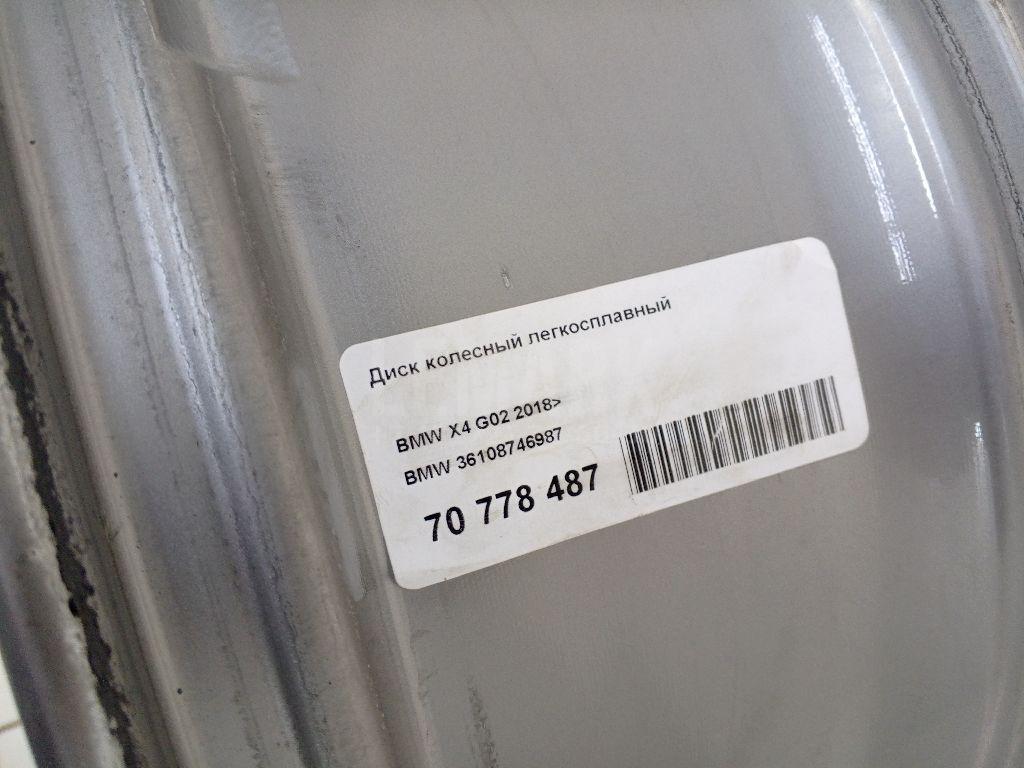 Диск колесный легкосплавный
BMW X4 G02 2018>
BMW 36108746987
70 778 487